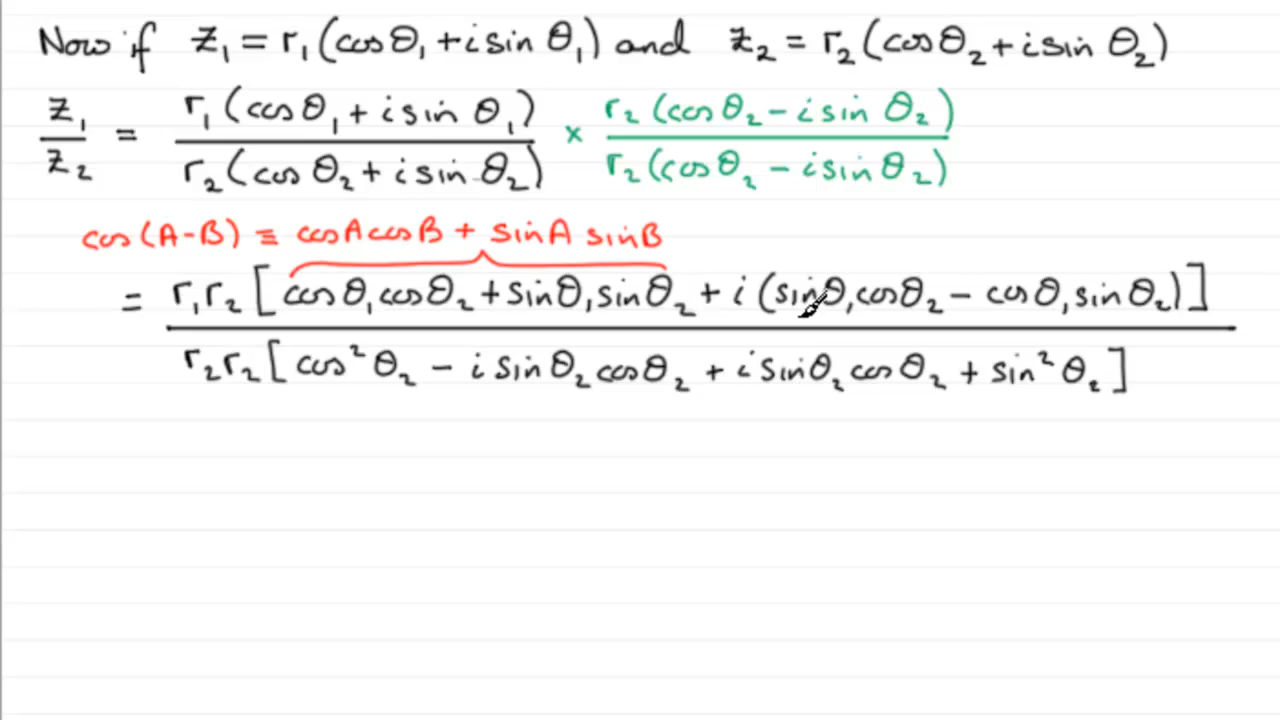 Now if z₁ = r₁(cosθ₁ + i sin θ₁) and z₂ = r₂(cosθ₂ + i sin θ₂)
z₁/z₂ = r₁(cosθ₁ + i sin θ₁)/r₂(cosθ₂ + i sin θ₂) × r₂(cosθ₂ − i sin θ₂)/r₂(cosθ₂ − i sin θ₂)
cos(A−B) ≡ cosA cosB + sinA sinB
= r₁r₂[cosθ₁cosθ₂ + sinθ₁sinθ₂ + i(sinθ₁cosθ₂ − cosθ₁sinθ₂)]
r₂r₂[cos²θ₂ − i sinθ₂cosθ₂ + i sinθ₂cosθ₂ + sin²θ₂]